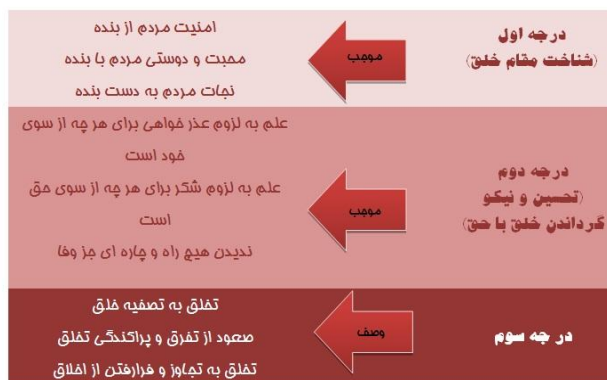 درجه اول
(شناخت مقام خلق)
موجب
امنیت مردم از بنده
محبت و دوستی مردم با بنده
نجات مردم به دست بنده
درجه دوم
(تحسین و نیکو
گرداندن خلق با حق)
موجب
علم به لزوم عذر خواهی برای هر چه از سوی
خود است
علم به لزوم شکر برای هر چه از سوی حق
است
ندیدن هیچ راه و چاره ای جز وفا
درجه سوم
وصف
تخلق به تصفیه خلق
صعود از تفرق و پراکندگی تخلق
تخلق به تجاوز و فرارفتن از اخلاق